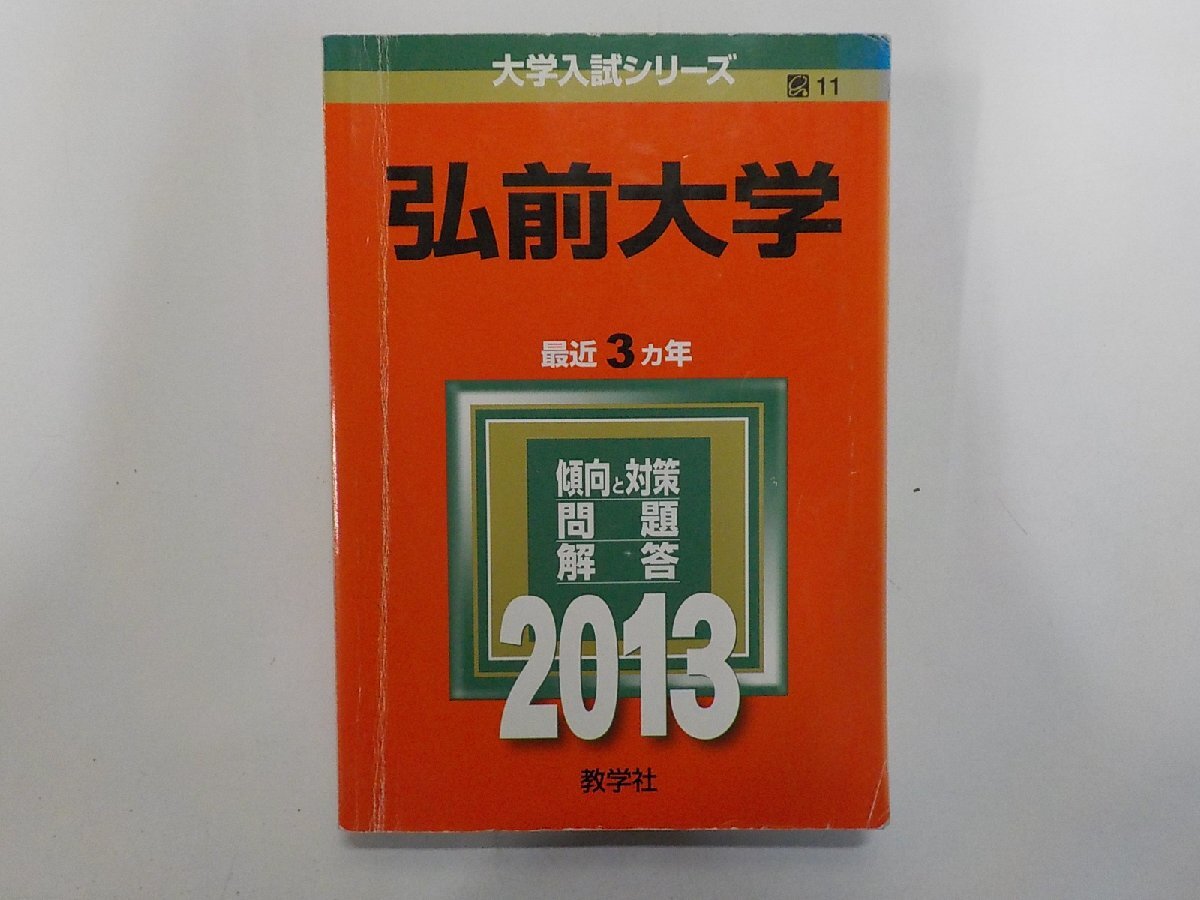 大学入試シリーズ
11
弘前大学
最近 3 カ年
傾向と対策
問題
解答
2013
教学社